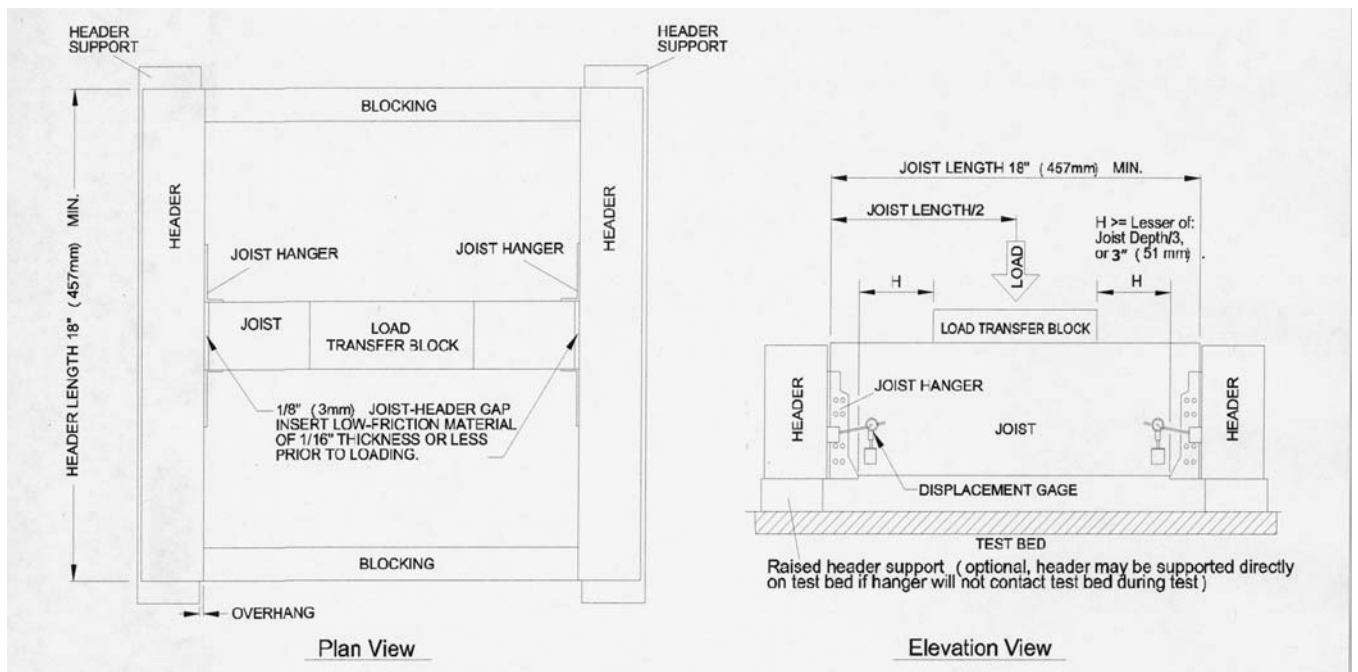 HEADER
SUPPORT
HEADER
SUPPORT
BLOCKING
HEADER LENGTH 18" ( 457mm) MIN.
HEADER
HEADER
JOIST HANGER
JOIST HANGER
JOIST
LOAD
TRANSFER BLOCK
1/8" ( 3mm) JOIST-HEADER GAP
INSERT LOW-FRICTION MATERIAL
OF 1/16" THICKNESS OR LESS
PRIOR TO LOADING.
BLOCKING
OVERHANG
Plan View
JOIST LENGTH 18" ( 457mm) MIN.
JOIST LENGTH/2
H >= Lesser of:
Joist Depth/3,
or 3" ( 51 mm) .
LOAD
H
H
LOAD TRANSFER BLOCK
HEADER
JOIST HANGER
JOIST
HEADER
DISPLACEMENT GAGE
TEST BED
Raised header support ( optional, header may be supported directly
on test bed if hanger will not contact test bed during test )
Elevation View